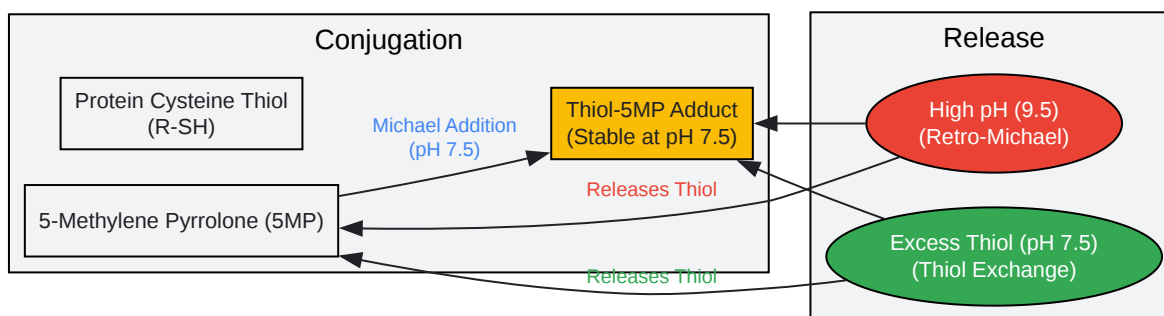 Conjugation
Protein Cysteine Thiol
(R-SH)
5-Methylene Pyrrolone (5MP)
Michael Addition
(pH 7.5)
Thiol-5MP Adduct
(Stable at pH 7.5)
Releases Thiol
Releases Thiol
Release
High pH (9.5)
(Retro-Michael)
Excess Thiol (pH 7.5)
(Thiol Exchange)